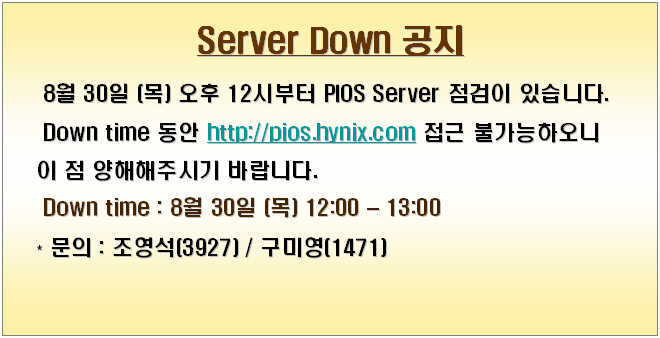 Server Down 공지
8월 30일 (목) 오후 12시부터 PIOS Server 점검이 있습니다.
Down time 동안 http://pios.hynix.com 접근 불가능하오니
이 점 양해해주시기 바랍니다.
Down time : 8월 30일 (목) 12:00 – 13:00
* 문의 : 조영석(3927) / 구미영(1471)